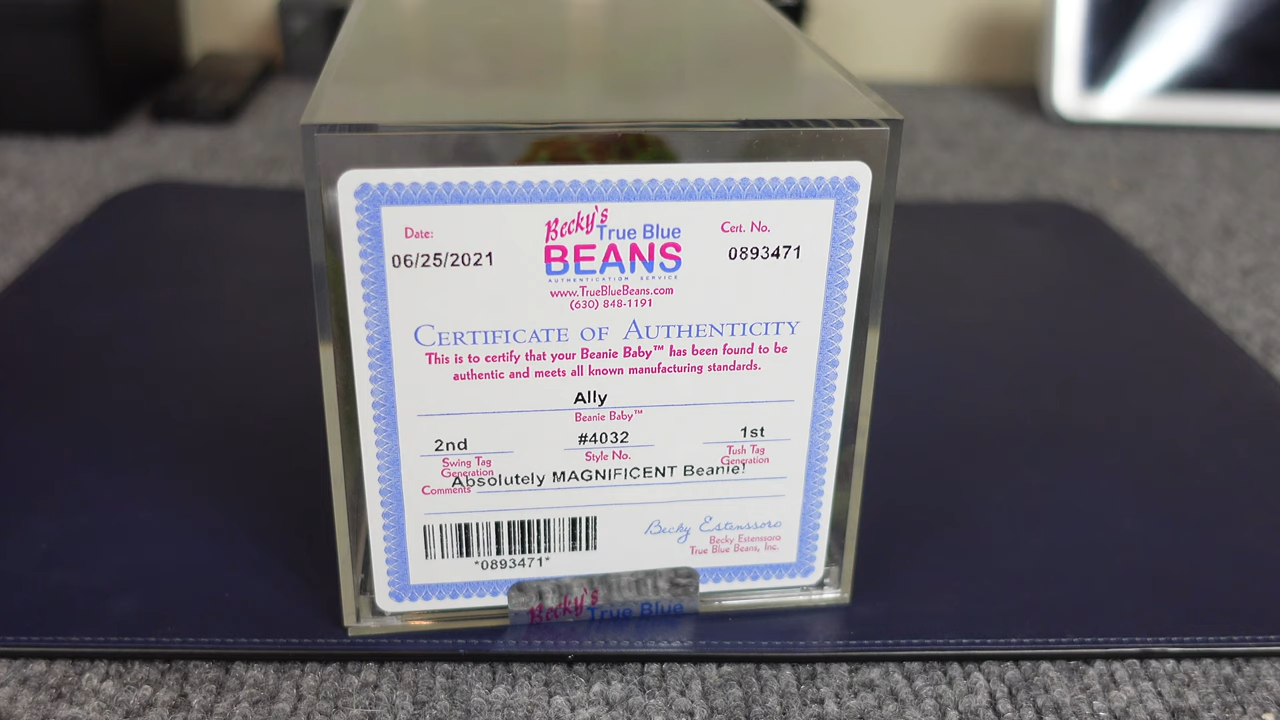 Date:
06/25/2021
Becky's
True Blue
BEANS
AUTHENTICATION SERVICE
www.TrueBlueBeans.com
(630) 848-1191
Cert. No.
0893471
CERTIFICATE OF AUTHENTICITY
This is to certify that your Beanie Baby™ has been found to be
authentic and meets all known manufacturing standards.
Ally
Beanie Baby™
2nd
Swing Tag
Generation
#4032
Style No.
1st
Tush Tag
Generation
Comments Absolutely MAGNIFICENT Beanie!
*0893471*
Becky Estenssoro
Becky Estenssoro
True Blue Beans, Inc.
Becky's True Blue